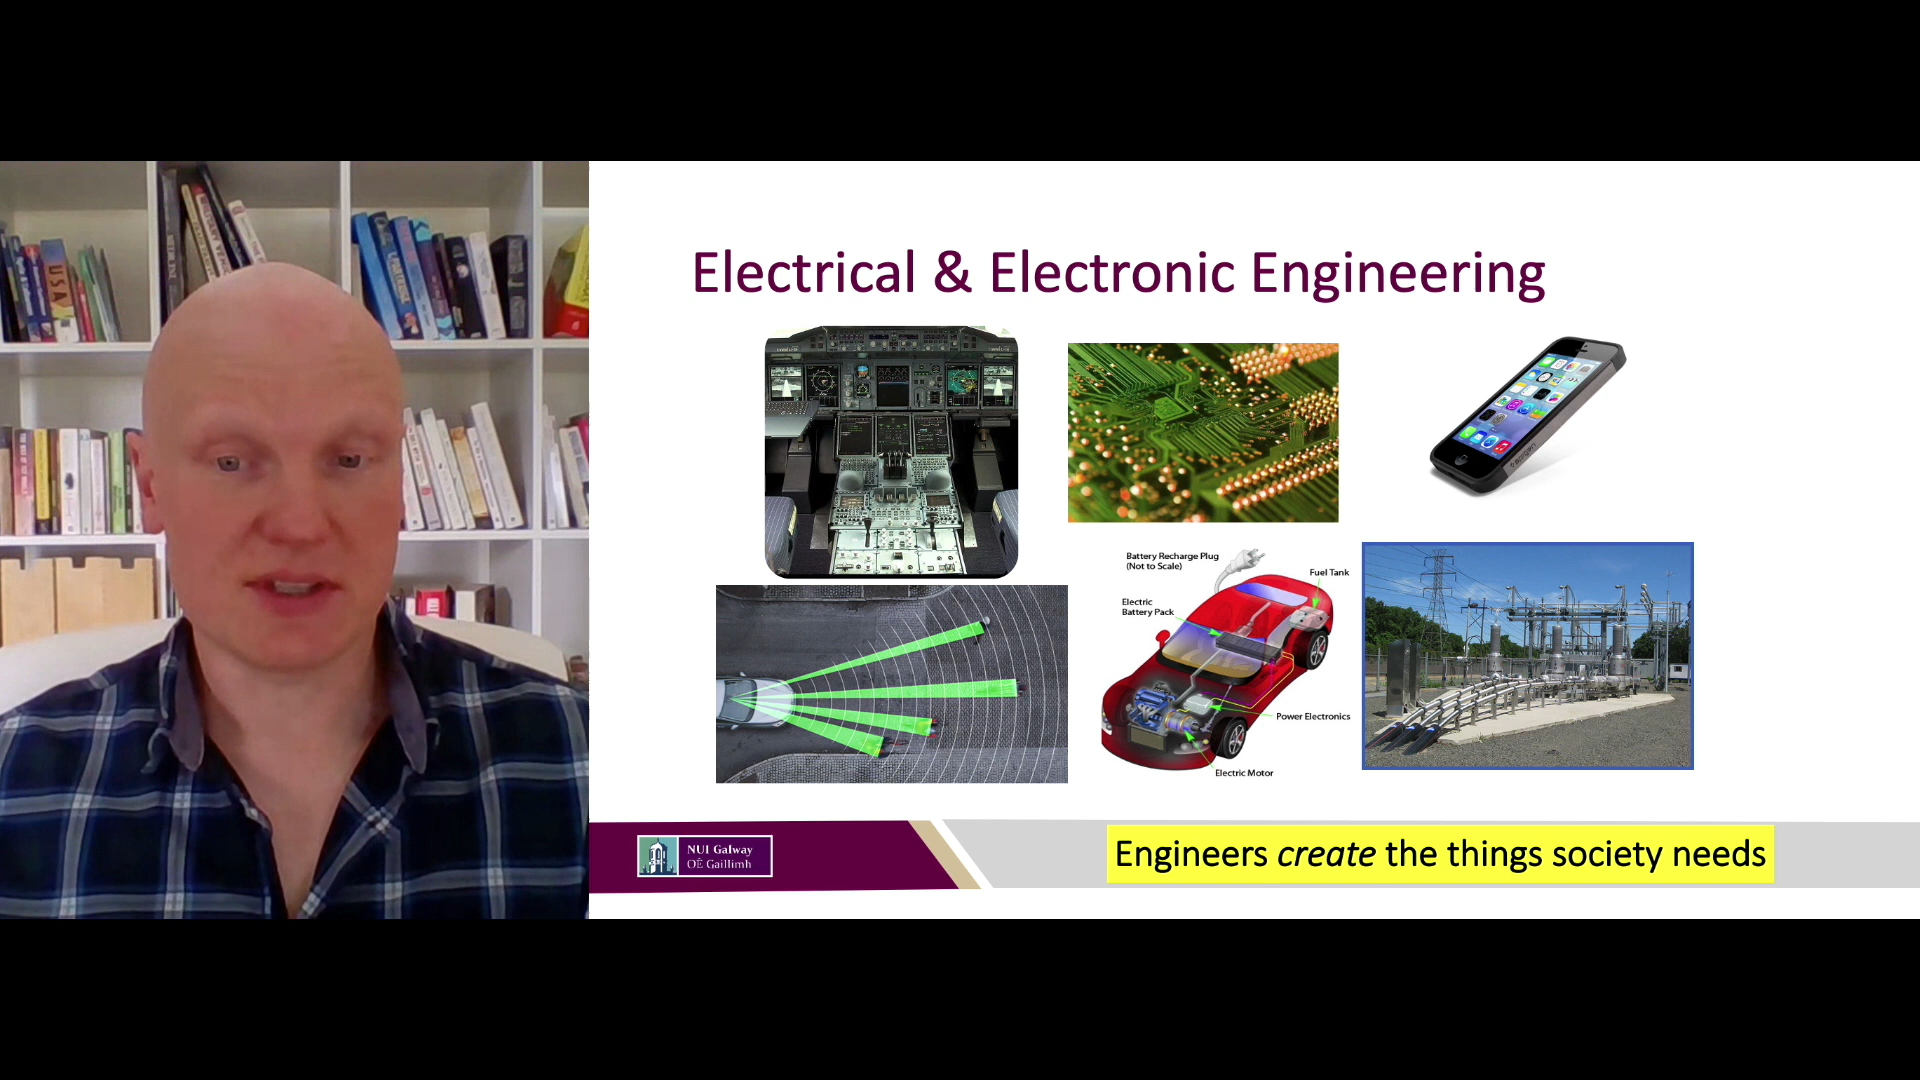 Electrical & Electronic Engineering
Battery Recharge Plug
(Not to Scale)
Fuel Tank
Electric
Battery Pack
Power Electronics
Electric Motor
NUI Galway
OÉ Gaillimh
Engineers create the things society needs
USA